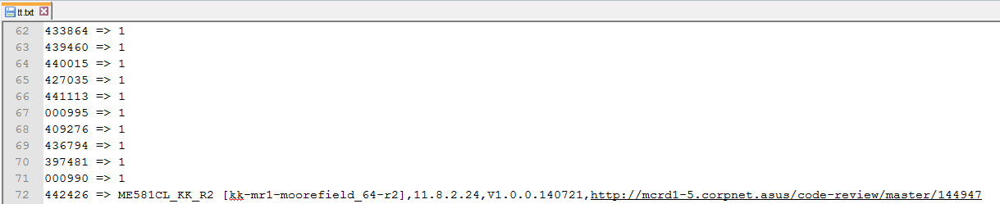 tt.txt
62 433864 => 1
63 439460 => 1
64 440015 => 1
65 427035 => 1
66 441113 => 1
67 000995 => 1
68 409276 => 1
69 436794 => 1
70 397481 => 1
71 000990 => 1
72 442426 => ME581CL_KK_R2 [kk-mr1-moorefield_64-r2],11.8.2.24,V1.0.0.140721,http://mcrd1-5.corpnet.asus/code-review/master/144947